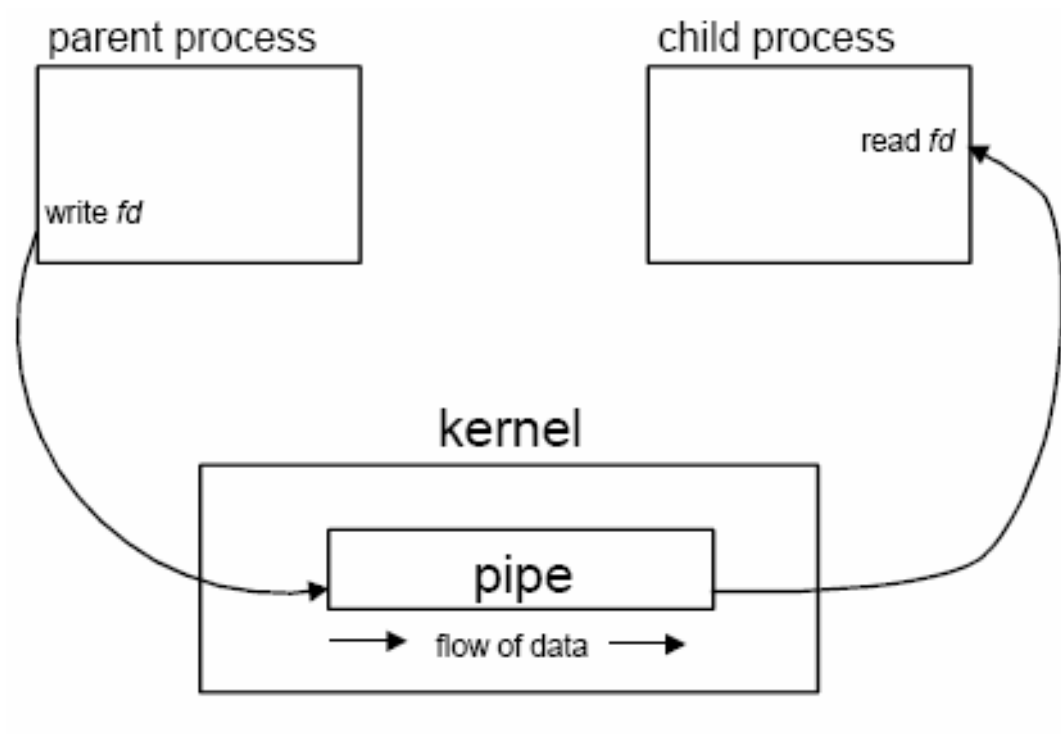 parent process
child process
read fd
write fd
kernel
pipe
flow of data